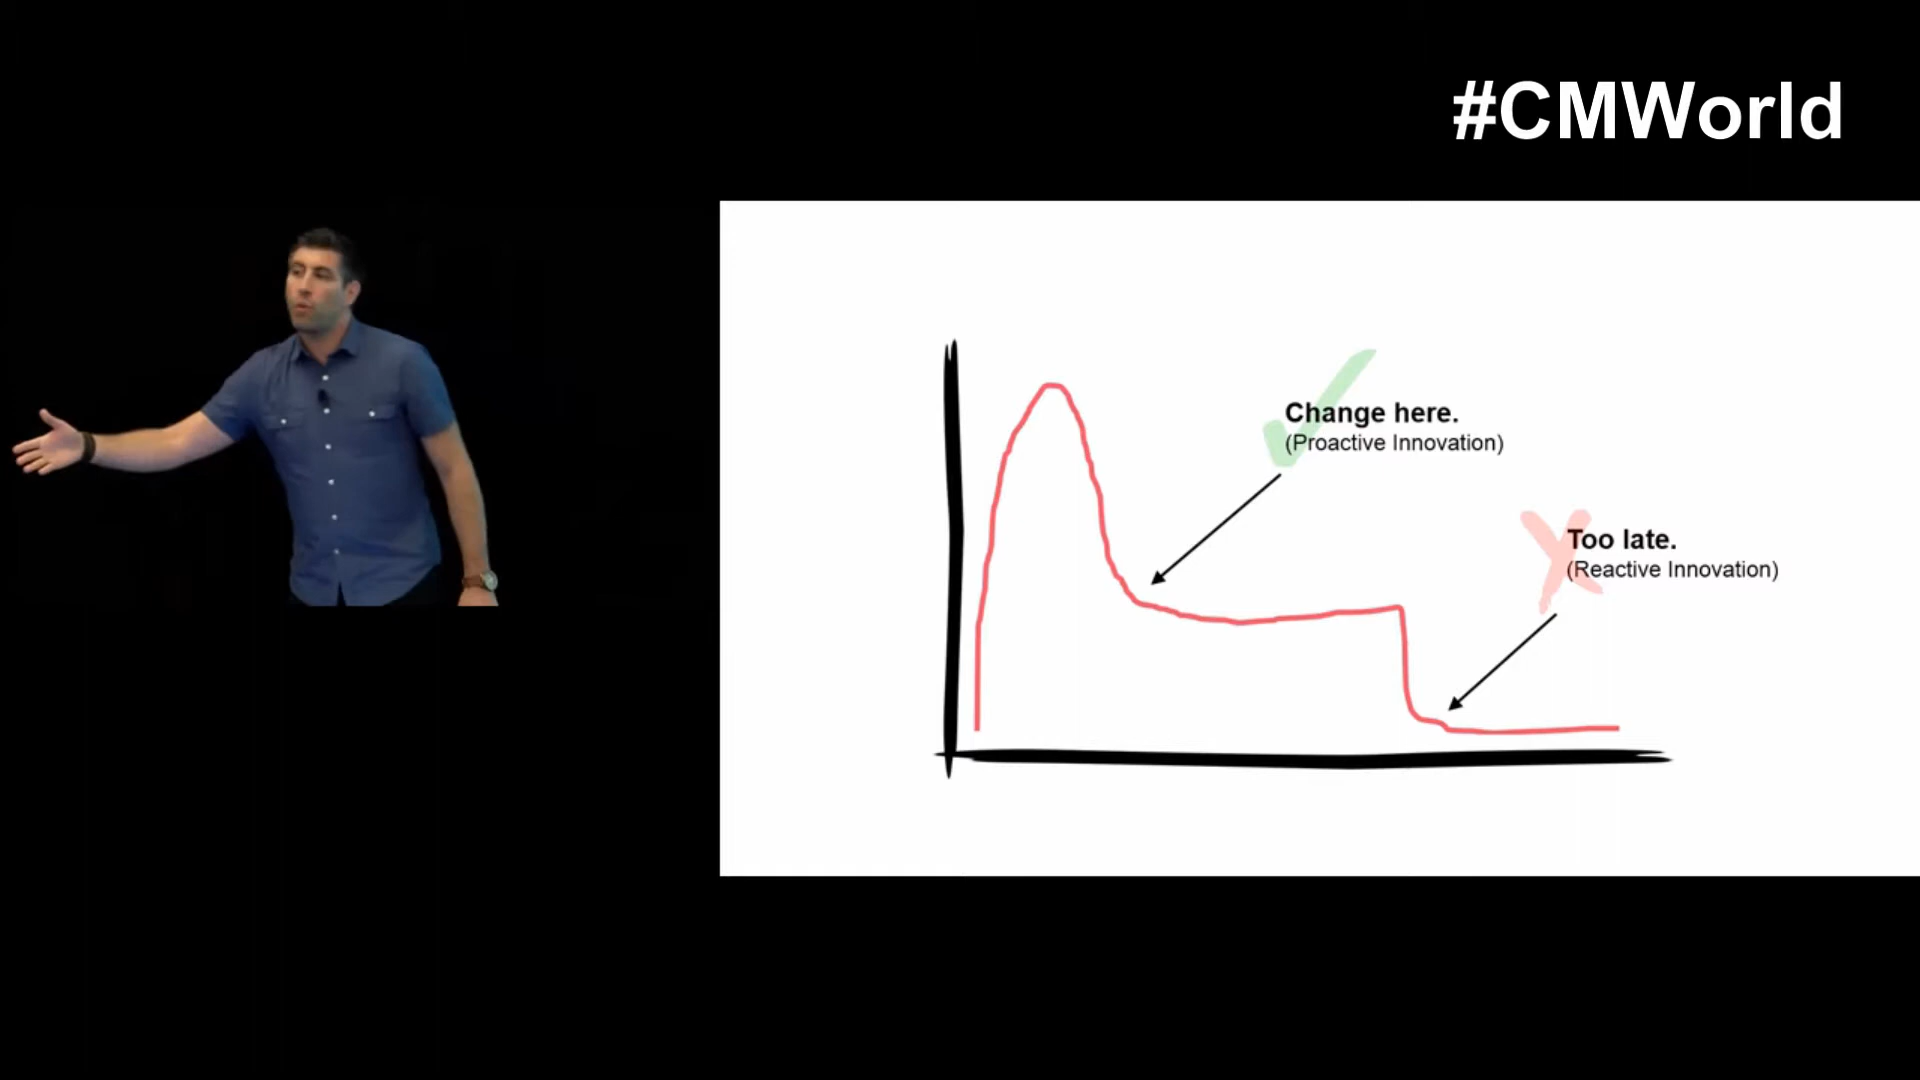 #CMWorld
Change here.
(Proactive Innovation)
Too late.
(Reactive Innovation)